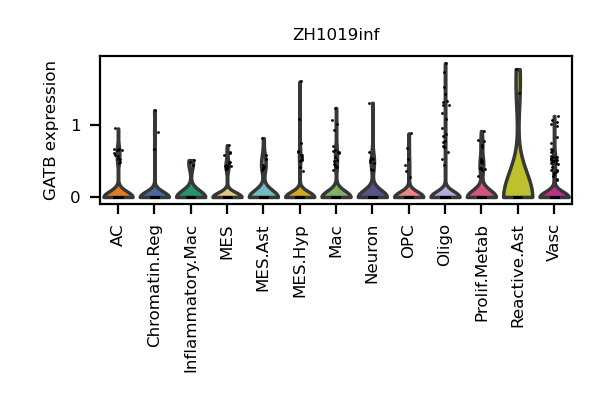 ZH1019inf
GATB expression
1
0
AC
Chromatin.Reg
Inflammatory.Mac
MES
MES.Ast
MES.Hyp
Mac
Neuron
OPC
Oligo
Prolif.Metab
Reactive.Ast
Vasc